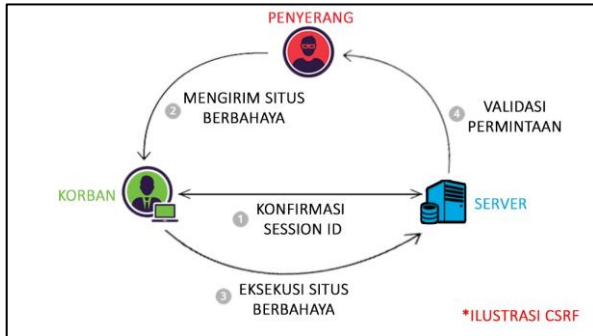 PENYERANG
2 MENGIRIM SITUS
BERBAHAYA
4 VALIDASI
PERMINTAAN
KORBAN
SERVER
1 KONFIRMASI
SESSION ID
3 EKSEKUSI SITUS
BERBAHAYA
*ILUSTRASI CSRF